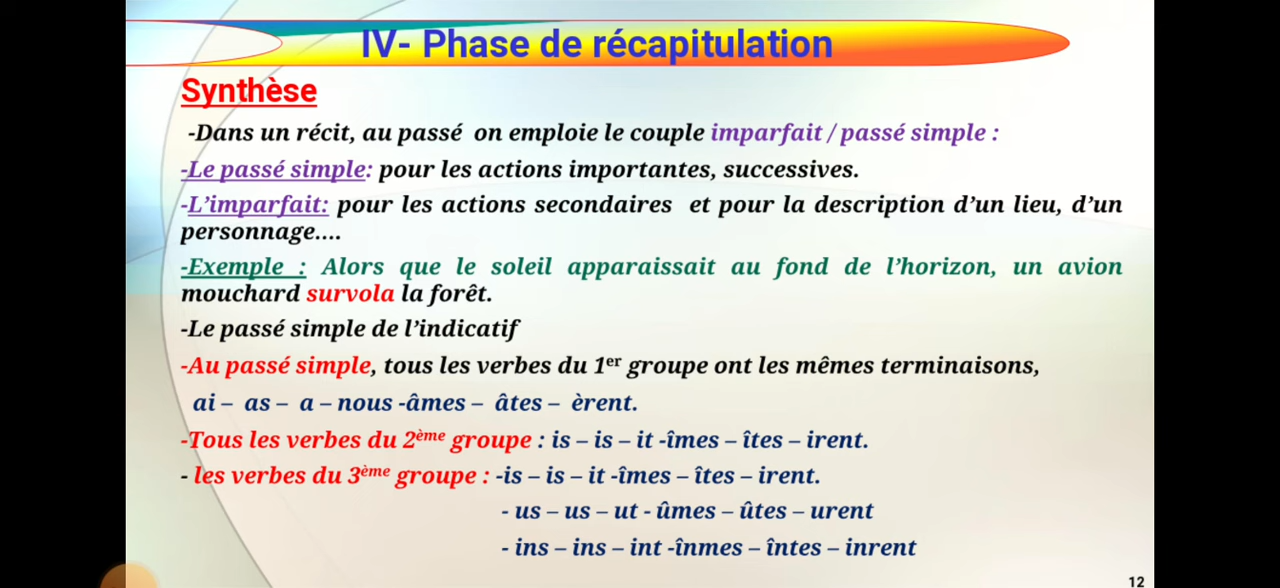 IV- Phase de récapitulation
Synthèse
-Dans un récit, au passé on emploie le couple imparfait / passé simple :
-Le passé simple: pour les actions importantes, successives.
-L’imparfait: pour les actions secondaires et pour la description d’un lieu, d’un
personnage....
-Exemple : Alors que le soleil apparaissait au fond de l’horizon, un avion
mouchard survola la forêt.
-Le passé simple de l’indicatif
-Au passé simple, tous les verbes du 1er groupe ont les mêmes terminaisons,
ai – as – a – nous -âmes – âtes – èrent.
-Tous les verbes du 2ème groupe : is – is – it -îmes – îtes – irent.
- les verbes du 3ème groupe : -is – is – it -îmes – îtes – irent.
- us – us – ut - ûmes – ûtes – urent
- ins – ins – int -înmes – întes – inrent
12